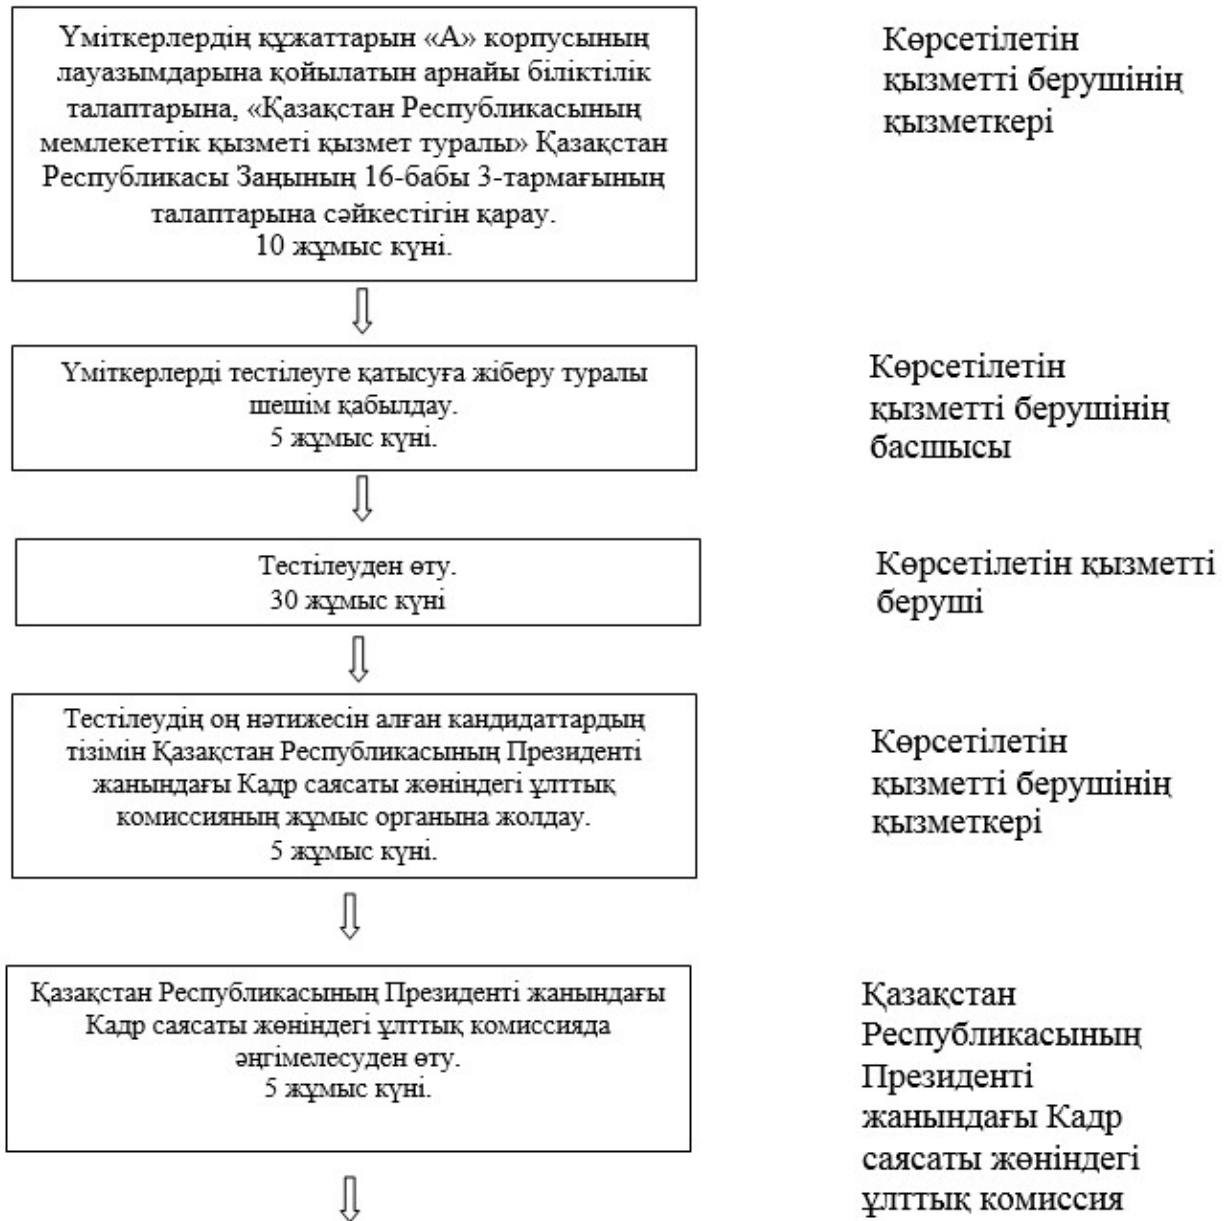 Үміткерлердің құжаттарын «А» корпусының
лауазымдарына қойылатын арнайы біліктілік
талаптарына, «Қазақстан Республикасының
мемлекеттік қызметі қызмет туралы» Қазақстан
Республикасы Заңының 16-бабы 3-тармағының
талаптарына сәйкестігін қарау.
10 жұмыс күні.
Көрсетілетін
қызметті берушінің
қызметкері
Үміткерлерді тестілеуге қатысуға жіберу туралы
шешім қабылдау.
5 жұмыс күні.
Көрсетілетін
қызметті берушінің
басшысы
Тестілеуден өту.
30 жұмыс күні
Көрсетілетін қызметті
беруші
Тестілеудің оң нәтижесін алған кандидаттардың
тізімін Қазақстан Республикасының Президенті
жанындағы Кадр саясаты жөніндегі ұлттық
комиссияның жұмыс органына жолдау.
5 жұмыс күні.
Көрсетілетін
қызметті берушінің
қызметкері
Қазақстан Республикасының Президенті жанындағы
Кадр саясаты жөніндегі ұлттық комиссияда
әңгімелесуден өту.
5 жұмыс күні.
Қазақстан
Республикасының
Президенті
жанындағы Кадр
саясаты жөніндегі
ұлттық комиссия